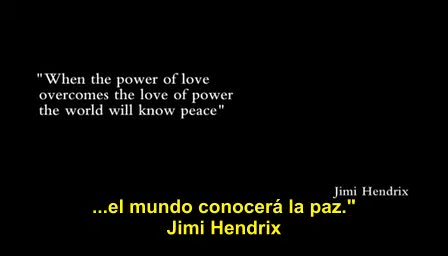 "When the power of love
overcomes the love of power
the world will know peace"
Jimi Hendrix
...el mundo conocerá la paz."
Jimi Hendrix